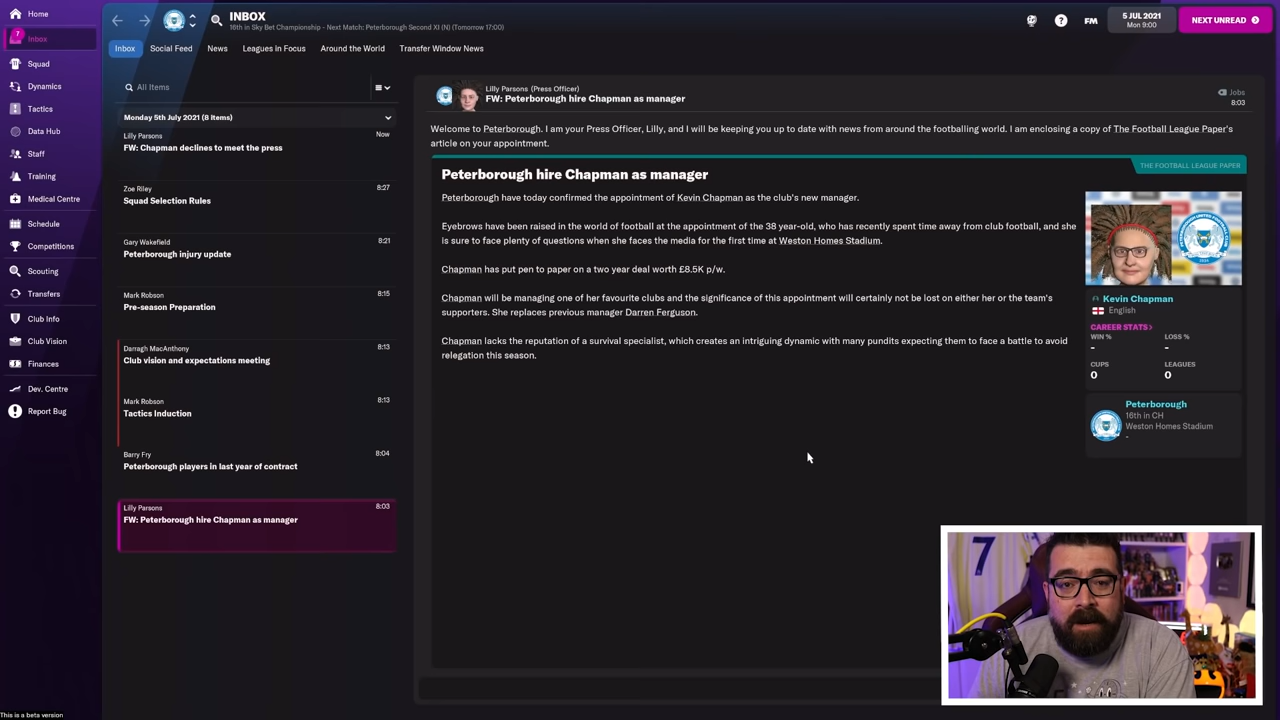 Home
7
Inbox
Squad
Dynamics
Tactics
Data Hub
Staff
Training
Medical Centre
Schedule
Competitions
Scouting
Transfers
Club Info
Club Vision
Finances
Dev. Centre
Report Bug
This is a beta version
INBOX
16th in Sky Bet Championship - Next Match: Peterborough Second XI (N) (Tomorrow 17:00)
FM
5 JUL 2021
Mon 9:00
NEXT UNREAD
Inbox
Social Feed
News
Leagues in Focus
Around the World
Transfer Window News
All Items
Monday 5th July 2021 (8 items)
Lilly Parsons
Now
FW: Chapman declines to meet the press
Zoe Riley
8:27
Squad Selection Rules
Gary Wakefield
8:21
Peterborough injury update
Mark Robson
8:15
Pre-season Preparation
Darragh MacAnthony
8:13
Club vision and expectations meeting
Mark Robson
8:13
Tactics Induction
Barry Fry
8:04
Peterborough players in last year of contract
Lilly Parsons
8:03
FW: Peterborough hire Chapman as manager
Lilly Parsons (Press Officer)
FW: Peterborough hire Chapman as manager
Jobs
8:03
Welcome to Peterborough. I am your Press Officer, Lilly, and I will be keeping you up to date with news from around the footballing world. I am enclosing a copy of The Football League Paper's
article on your appointment.
THE FOOTBALL LEAGUE PAPER
Peterborough hire Chapman as manager
Peterborough have today confirmed the appointment of Kevin Chapman as the club's new manager.
Eyebrows have been raised in the world of football at the appointment of the 38 year-old, who has recently spent time away from club football, and she
is sure to face plenty of questions when she faces the media for the first time at Weston Homes Stadium.
Chapman has put pen to paper on a two year deal worth £8.5K p/w.
Chapman will be managing one of her favourite clubs and the significance of this appointment will certainly not be lost on either her or the team's
supporters. She replaces previous manager Darren Ferguson.
Chapman lacks the reputation of a survival specialist, which creates an intriguing dynamic with many pundits expecting them to face a battle to avoid
relegation this season.
Kevin Chapman
English
CAREER STATS >
WIN %
LOSS %
-
-
CUPS
LEAGUES
0
0
Peterborough
16th in CH
Weston Homes Stadium
-
7